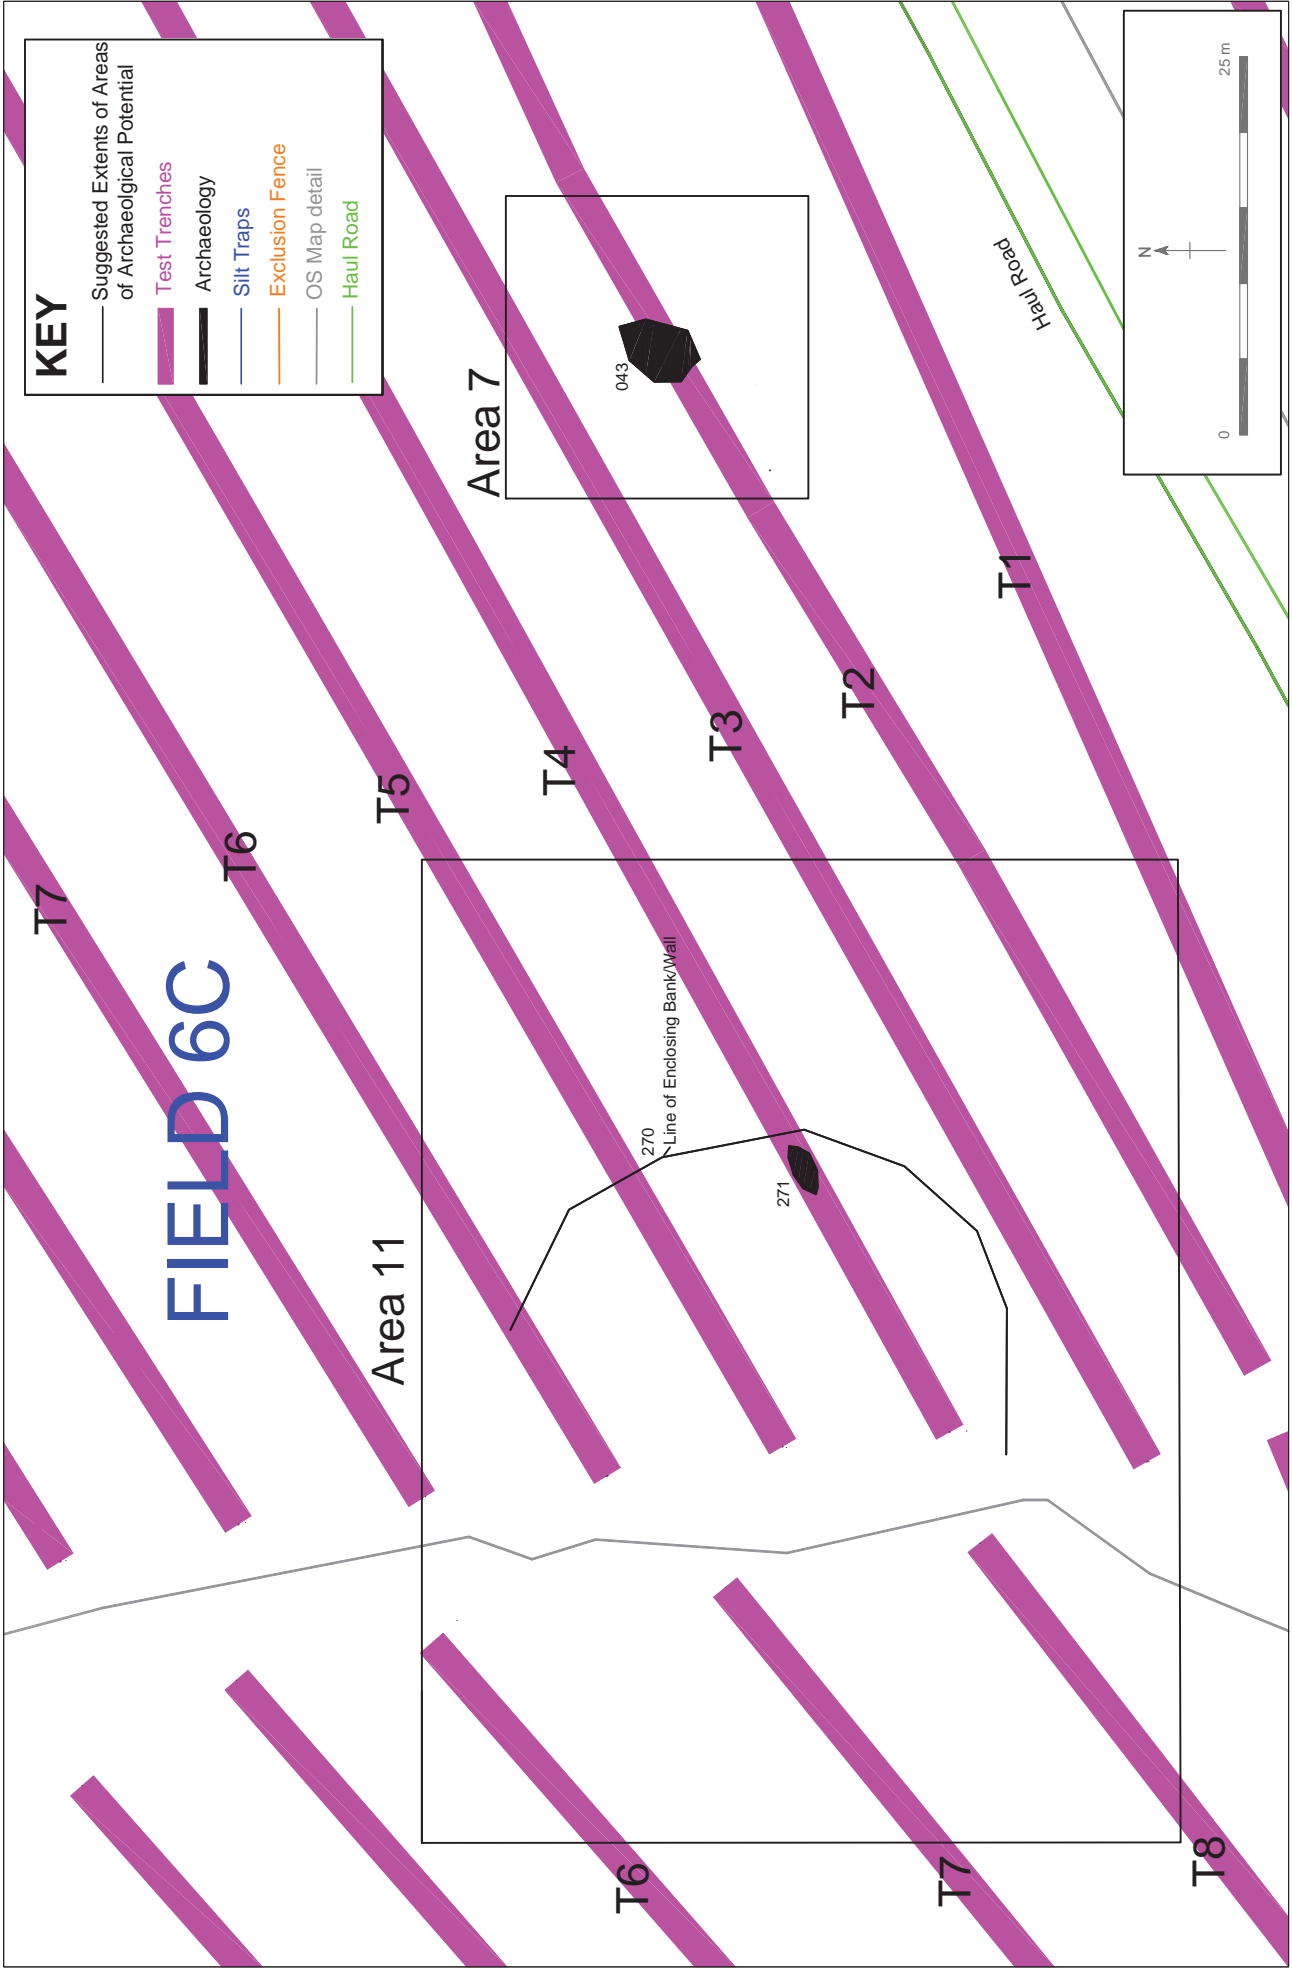 KEY
Suggested Extents of Areas
of Archaeolgical Potential
Test Trenches
Archaeology
Silt Traps
Exclusion Fence
OS Map detail
Haul Road
T7
FIELD 6C
T6
T5
T4
T3
T2
T1
Area 7
043
Haul Road
N
0
25 m
Area 11
270
Line of Enclosing Bank/Wall
271
T6
T7
T8